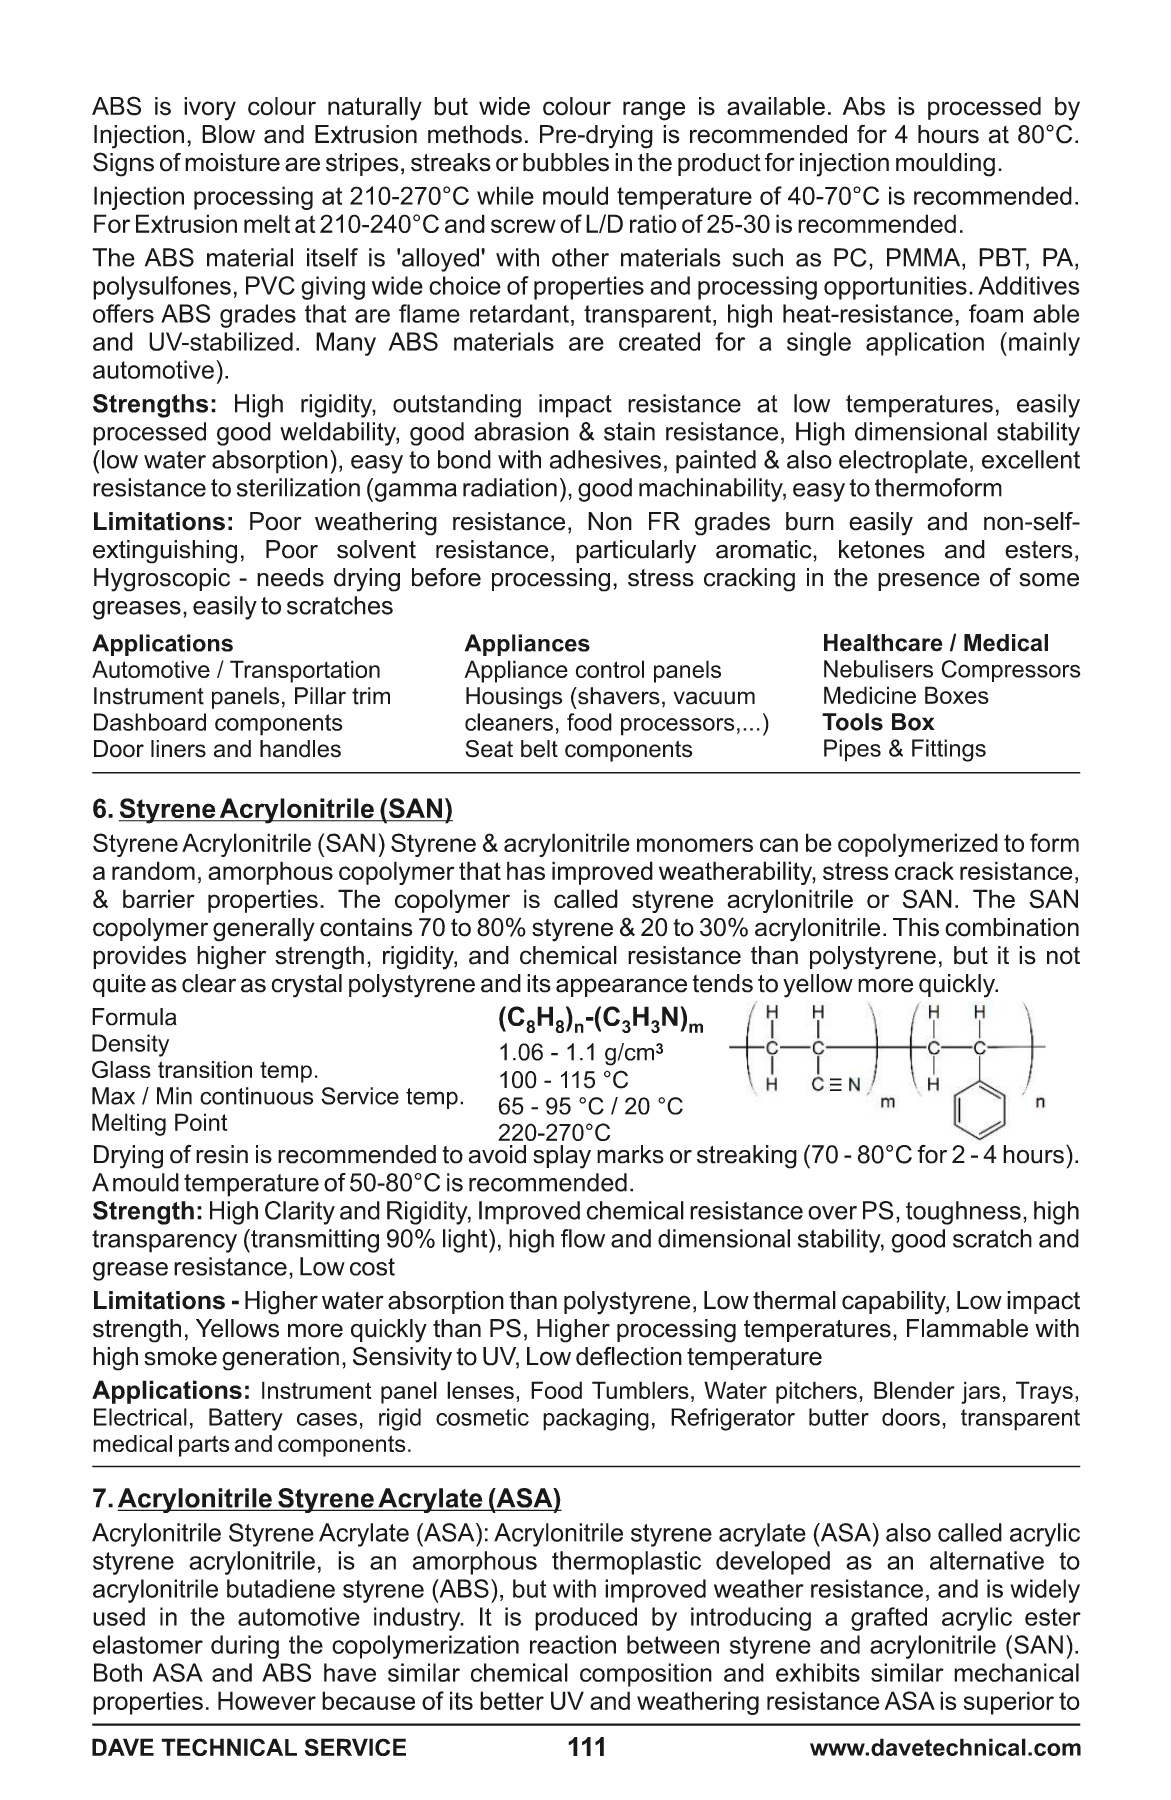 ABS is ivory colour naturally but wide colour range is available. Abs is processed by
Injection, Blow and Extrusion methods. Pre-drying is recommended for 4 hours at 80°C.
Signs of moisture are stripes, streaks or bubbles in the product for injection moulding.
Injection processing at 210-270°C while mould temperature of 40-70°C is recommended.
For Extrusion melt at 210-240°C and screw of L/D ratio of 25-30 is recommended.
The ABS material itself is 'alloyed' with other materials such as PC, PMMA, PBT, PA,
polysulfones, PVC giving wide choice of properties and processing opportunities. Additives
offers ABS grades that are flame retardant, transparent, high heat-resistance, foam able
and UV-stabilized. Many ABS materials are created for a single application (mainly
automotive).
Strengths: High rigidity, outstanding impact resistance at low temperatures, easily
processed good weldability, good abrasion & stain resistance, High dimensional stability
(low water absorption), easy to bond with adhesives, painted & also electroplate, excellent
resistance to sterilization (gamma radiation), good machinability, easy to thermoform
Limitations: Poor weathering resistance, Non FR grades burn easily and non-self-
extinguishing, Poor solvent resistance, particularly aromatic, ketones and esters,
Hygroscopic - needs drying before processing, stress cracking in the presence of some
greases, easily to scratches
Applications
Automotive / Transportation
Instrument panels, Pillar trim
Dashboard components
Door liners and handles
Appliances
Appliance control panels
Housings (shavers, vacuum
cleaners, food processors,...)
Seat belt components
Healthcare / Medical
Nebulisers Compressors
Medicine Boxes
Tools Box
Pipes & Fittings
6. Styrene Acrylonitrile (SAN)
Styrene Acrylonitrile (SAN) Styrene & acrylonitrile monomers can be copolymerized to form
a random, amorphous copolymer that has improved weatherability, stress crack resistance,
& barrier properties. The copolymer is called styrene acrylonitrile or SAN. The SAN
copolymer generally contains 70 to 80% styrene & 20 to 30% acrylonitrile. This combination
provides higher strength, rigidity, and chemical resistance than polystyrene, but it is not
quite as clear as crystal polystyrene and its appearance tends to yellow more quickly.
Formula (C₈H₈)ₙ-(C₃H₃N)ₘ
Density 1.06 - 1.1 g/cm³
Glass transition temp. 100 - 115 °C
Max / Min continuous Service temp. 65 - 95 °C / 20 °C
Melting Point 220-270°C
H H H H
C C C C
H C≡N H
m n
Drying of resin is recommended to avoid splay marks or streaking (70 - 80°C for 2 - 4 hours).
A mould temperature of 50-80°C is recommended.
Strength: High Clarity and Rigidity, Improved chemical resistance over PS, toughness, high
transparency (transmitting 90% light), high flow and dimensional stability, good scratch and
grease resistance, Low cost
Limitations - Higher water absorption than polystyrene, Low thermal capability, Low impact
strength, Yellows more quickly than PS, Higher processing temperatures, Flammable with
high smoke generation, Sensivity to UV, Low deflection temperature
Applications: Instrument panel lenses, Food Tumblers, Water pitchers, Blender jars, Trays,
Electrical, Battery cases, rigid cosmetic packaging, Refrigerator butter doors, transparent
medical parts and components.
7. Acrylonitrile Styrene Acrylate (ASA)
Acrylonitrile Styrene Acrylate (ASA): Acrylonitrile styrene acrylate (ASA) also called acrylic
styrene acrylonitrile, is an amorphous thermoplastic developed as an alternative to
acrylonitrile butadiene styrene (ABS), but with improved weather resistance, and is widely
used in the automotive industry. It is produced by introducing a grafted acrylic ester
elastomer during the copolymerization reaction between styrene and acrylonitrile (SAN).
Both ASA and ABS have similar chemical composition and exhibits similar mechanical
properties. However because of its better UV and weathering resistance ASA is superior to
DAVE TECHNICAL SERVICE 111 www.davetechnical.com